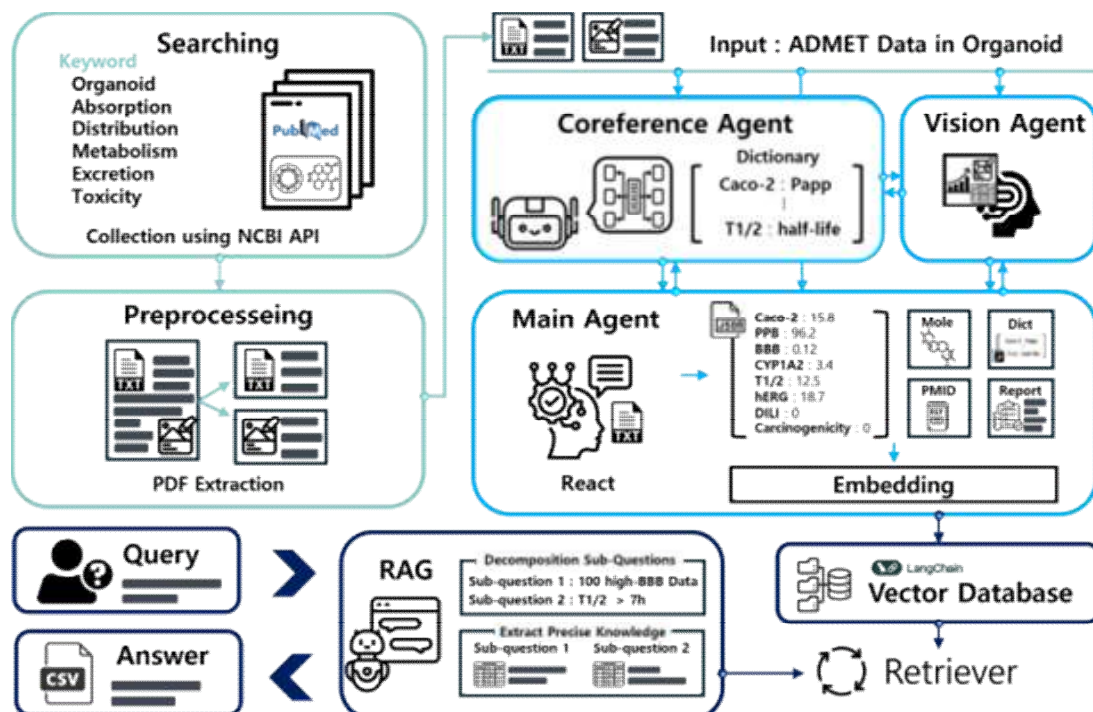 Searching
Keyword
Organoid
Absorption
Distribution
Metabolism
Excretion
Toxicity
PubMed
Collection using NCBI API
Preprocesseing
TXT
TXT
PDF Extraction
TXT
Input : ADMET Data in Organoid
Coreference Agent
Dictionary
Caco-2 : Papp
T1/2 : half-life
Vision Agent
Main Agent
TXT
React
JSON
Caco-2 : 15.8
PPB : 96.2
BBB : 0.12
CYP1A2 : 3.4
T1/2 : 12.5
hERG : 18.7
DILI : 0
Carcinogenicity : 0
Mole
Dict
PMID
Report
Embedding
Query
Answer
CSV
RAG
Decomposition Sub-Questions
Sub-question 1 : 100 high-BBB Data
Sub-question 2 : T1/2 > 7h
Extract Precise Knowledge
Sub-question 1 Sub-question 2
LangChain
Vector Database
Retriever